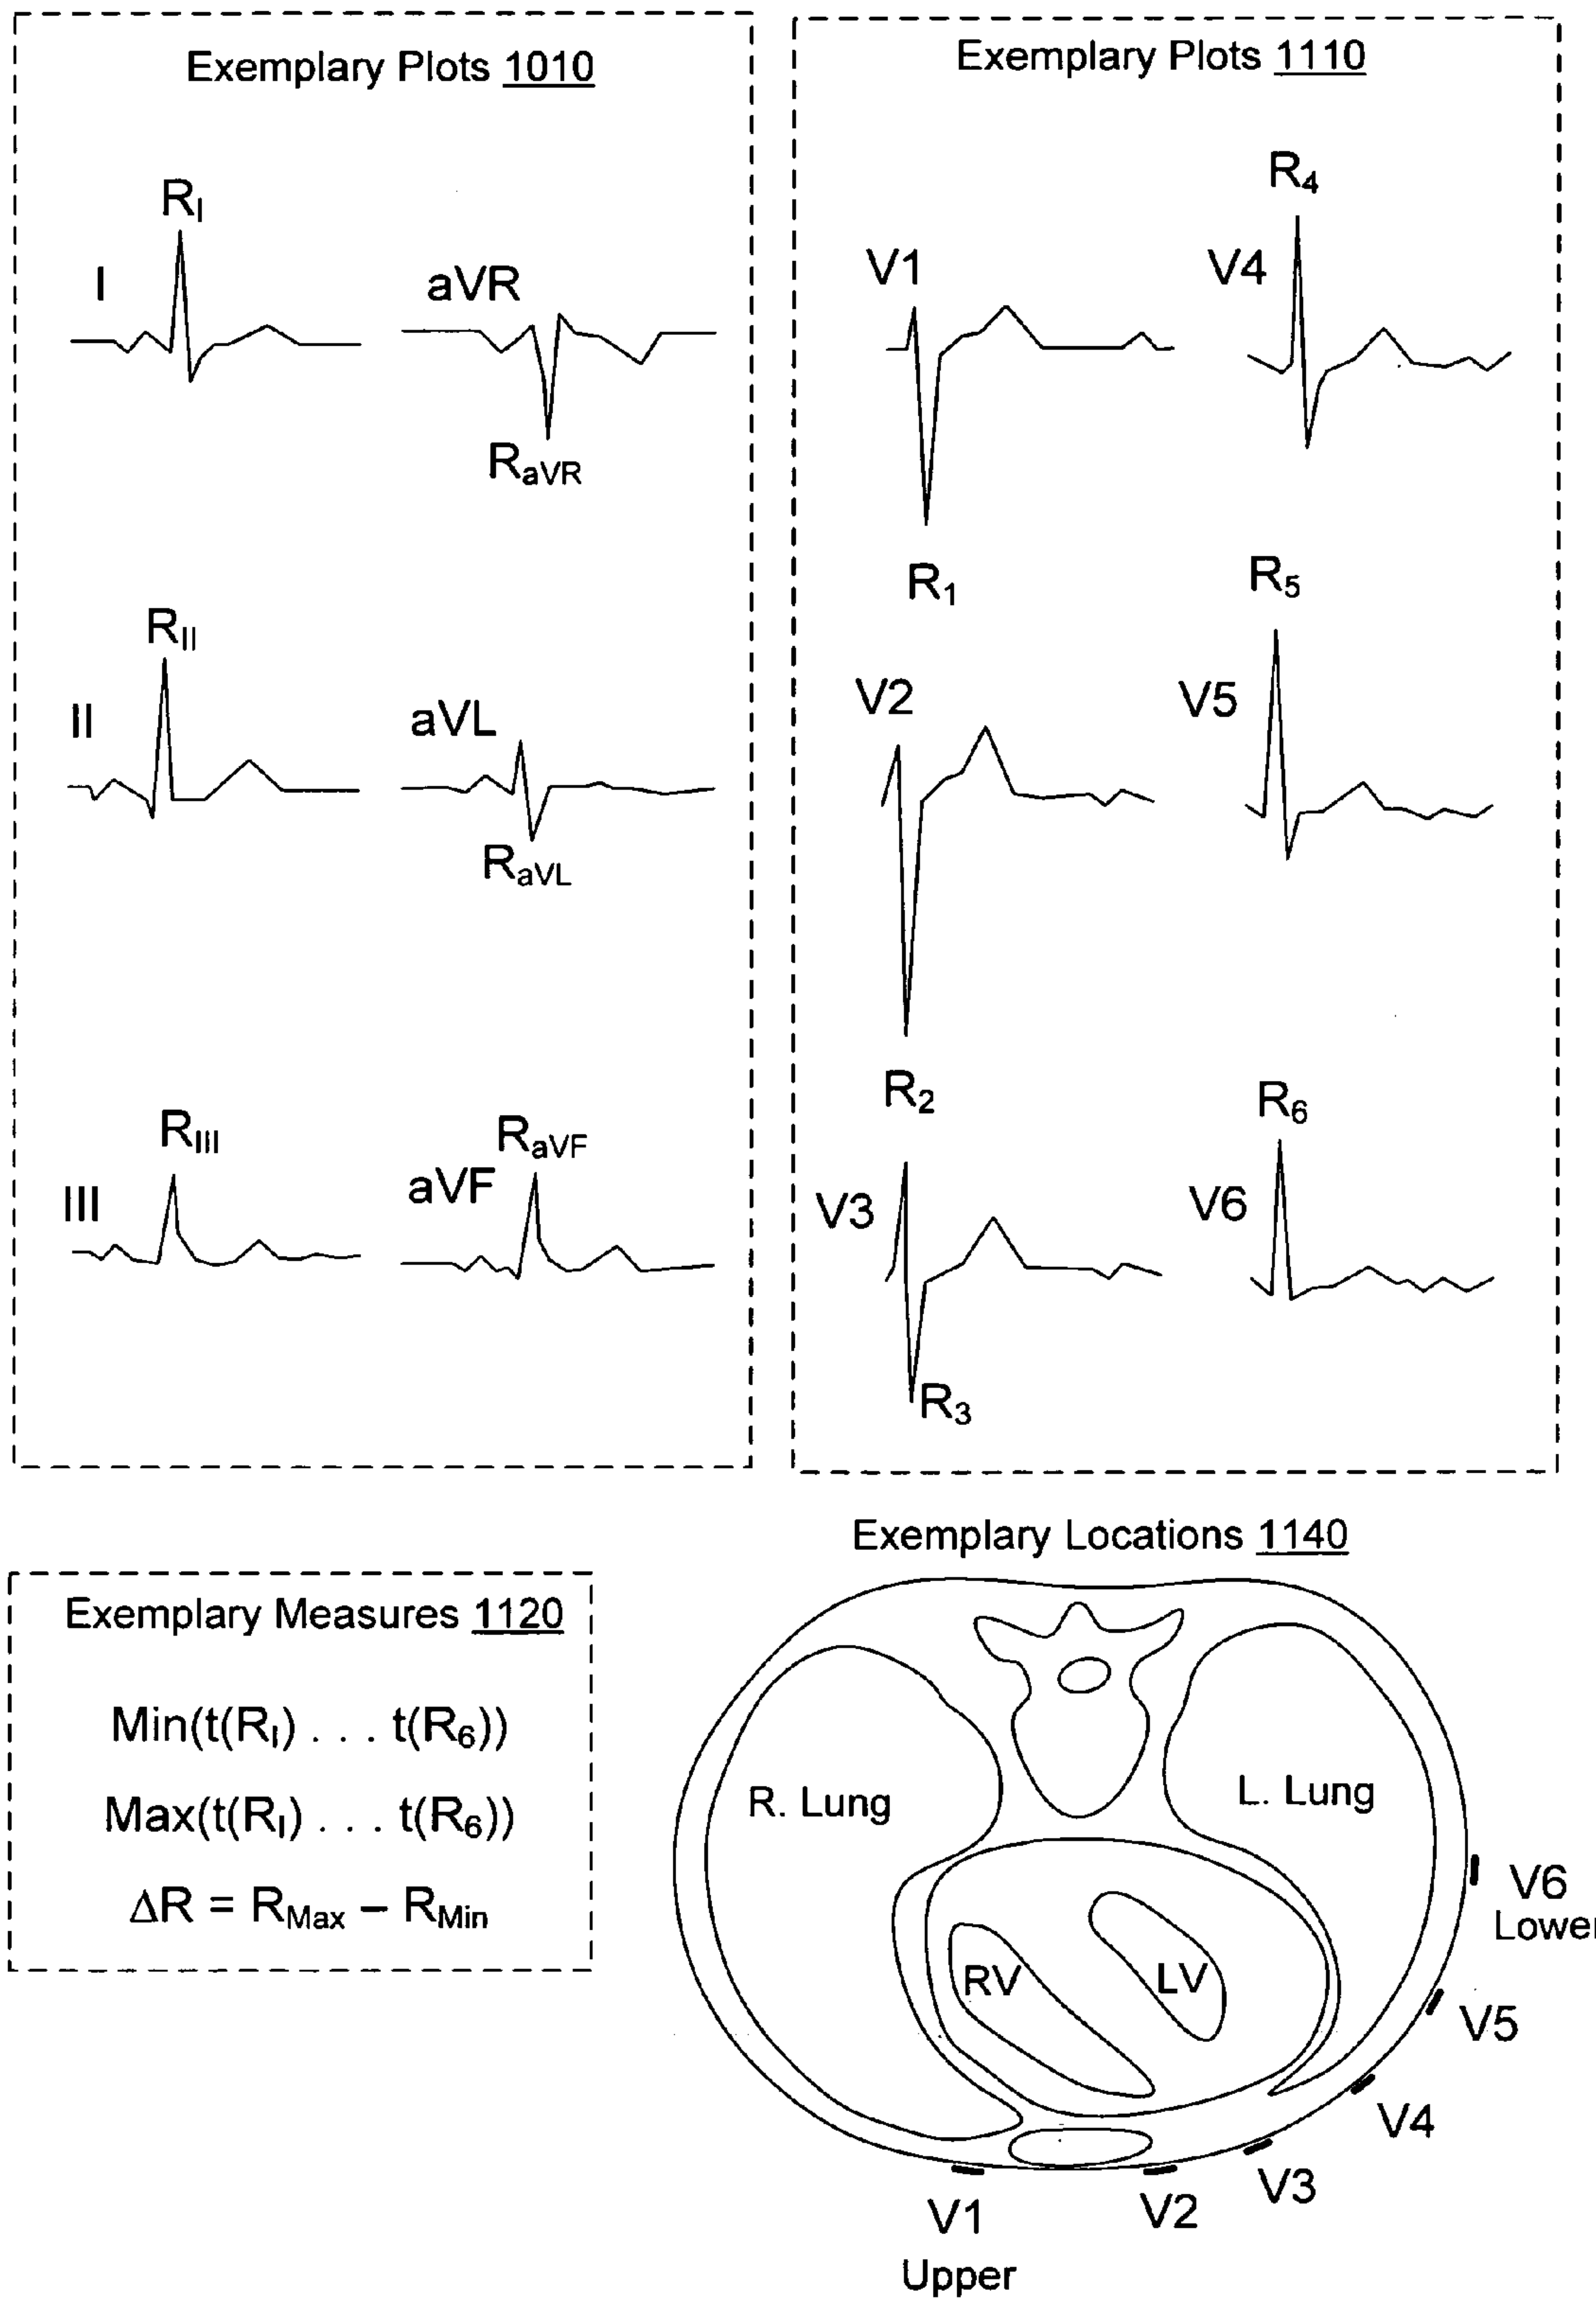 Exemplary Plots 1010
R_I
I
aVR
R_aVR
R_II
II
aVL
R_aVL
R_III
III
R_aVF
aVF
Exemplary Plots 1110
R_4
V1
V4
R_1
R_5
V2
V5
R_2
R_6
V3
V6
R_3
Exemplary Measures 1120
Min(t(R_I) . . . t(R_6))
Max(t(R_I) . . . t(R_6))
ΔR = R_Max – R_Min
Exemplary Locations 1140
R. Lung
L. Lung
RV
LV
V6
Lower
V5
V4
V3
V2
V1
Upper